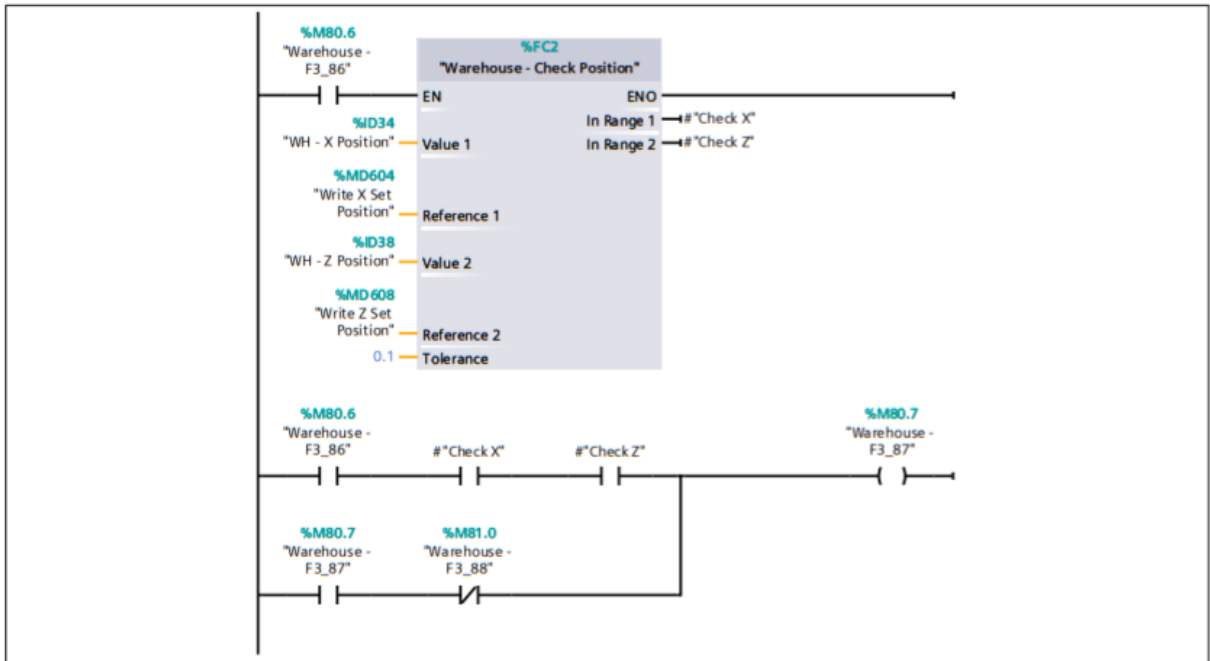 %M80.6
"Warehouse -
F3_86"
%FC2
"Warehouse - Check Position"
EN
ENO
%ID34
"WH - X Position"
Value 1
In Range 1
#"Check X"
In Range 2
#"Check Z"
%MD604
"Write X Set
Position"
Reference 1
%ID38
"WH - Z Position"
Value 2
%MD608
"Write Z Set
Position"
Reference 2
0.1
Tolerance
%M80.6
"Warehouse -
F3_86"
#"Check X"
#"Check Z"
%M80.7
"Warehouse -
F3_87"
%M80.7
"Warehouse -
F3_87"
%M81.0
"Warehouse -
F3_88"